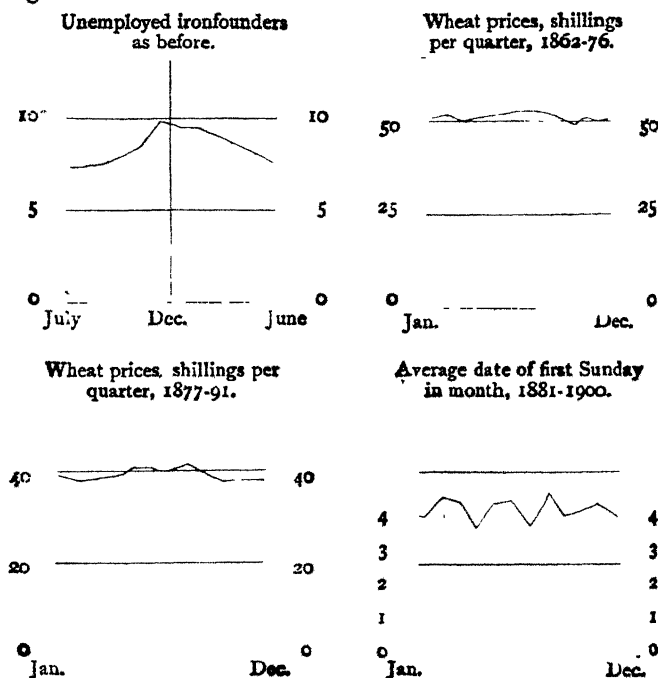 Unemployed ironfounders
as before.
10 10
5 5
0 0
July Dec. June
Wheat prices, shillings
per quarter, 1862-76.
50 50
25 25
0 0
Jan. Dec.
Wheat prices, shillings per
quarter, 1877-91.
40 40
20 20
0 0
Jan. Dec.
Average date of first Sunday
in month, 1881-1900.
4 4
3 3
2 2
1 1
0 0
Jan. Dec.